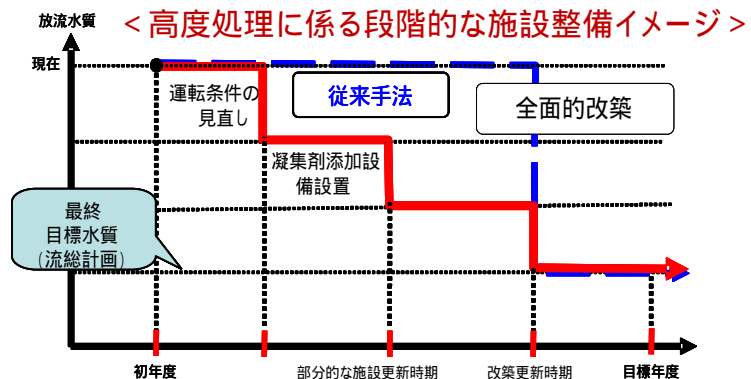 <高度処理に係る段階的な施設整備イメージ>
放流水質
現在
運転条件の
見直し
従来手法
全面的改築
凝集剤添加設
備設置
最終
目標水質
(流総計画)
初年度
部分的な施設更新時期
改築更新時期
目標年度